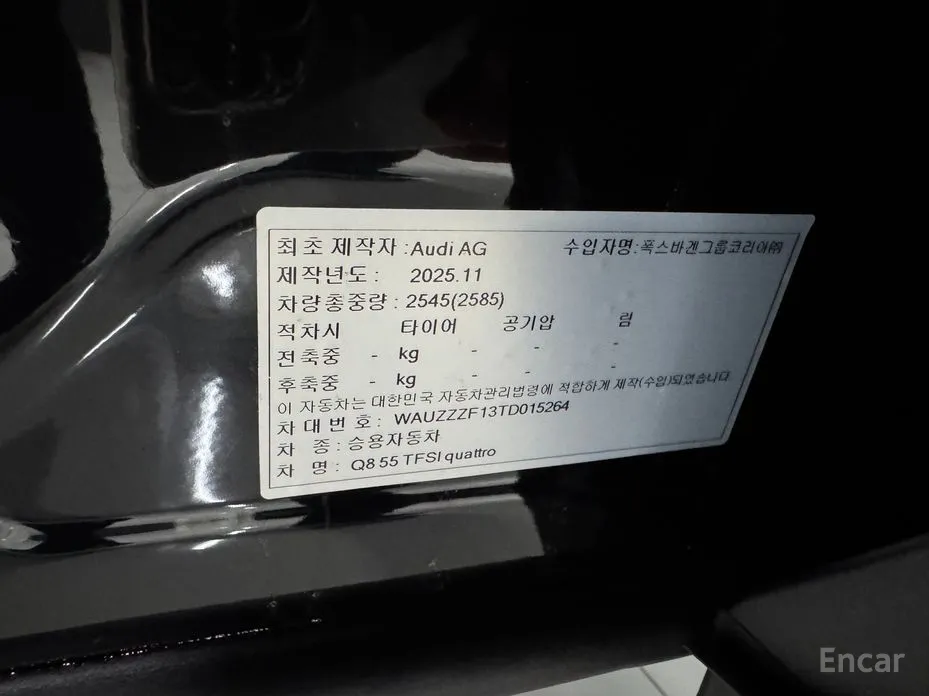 최초 제작자 : Audi AG 수입자명 : 폭스바겐그룹코리아㈜
제작년도 : 2025.11
차량총중량 : 2545(2585)
적차시 타이어 공기압 림
전축중 - kg - - -
후축중 - kg - - -
이 자동차는 대한민국 자동차관리법령에 적합하게 제작(수입)되었습니다
차대번호 : WAUZZZF13TD015264
차 종 : 승용자동차
차 명 : Q8 55 TFSI quattro
Encar